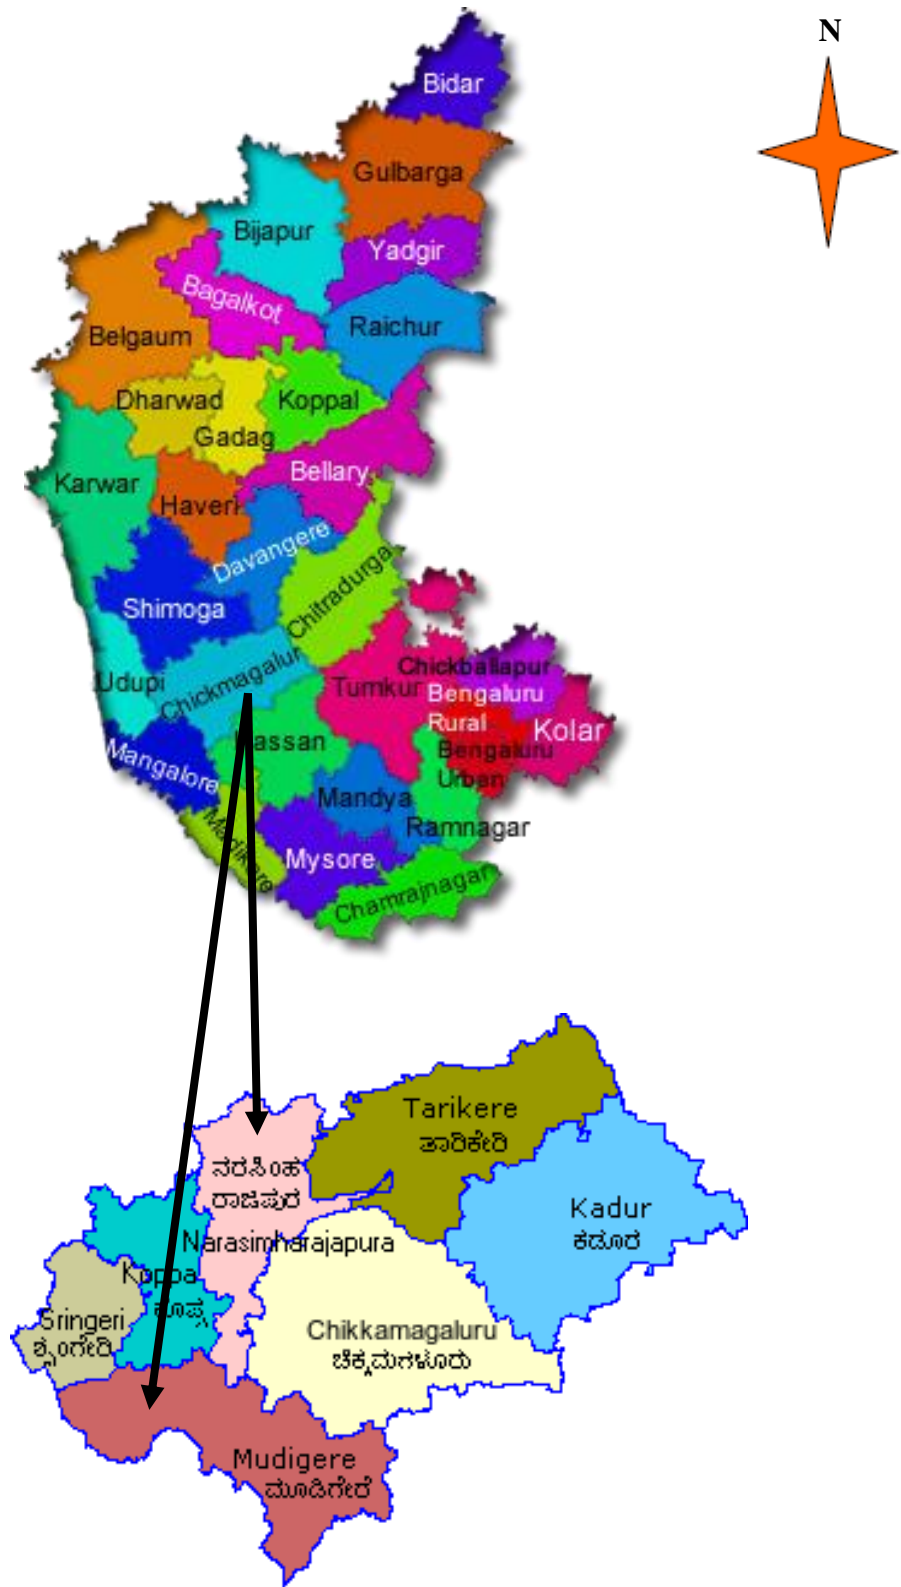 N
Bidar
Gulbarga
Bijapur
Yadgir
Bagalkot
Raichur
Belgaum
Dharwad
Koppal
Gadag
Bellary
Karwar
Haveri
Davangere
Chitradurga
Shimoga
Chickmagalur
Udupi
Tumkur
Chickballapur
Bengaluru
Rural
Kolar
Hassan
Bengaluru
Urban
Mangalore
Mandya
Madikare
Ramnagar
Mysore
Chamrajnagar
Tarikere
ತಾರಿಕೇರಿ
ನರಸಿಂಹ
ರಾಜಪುರ
Narasimharajapura
Kadur
ಕಡೂರ
Koppa
ಕೊಪ್ಪ
Sringeri
ಶೃಂಗೇರಿ
Chikkamagaluru
ಚಿಕ್ಕಮಗಳೂರು
Mudigere
ಮೂಡಿಗೇರೆ